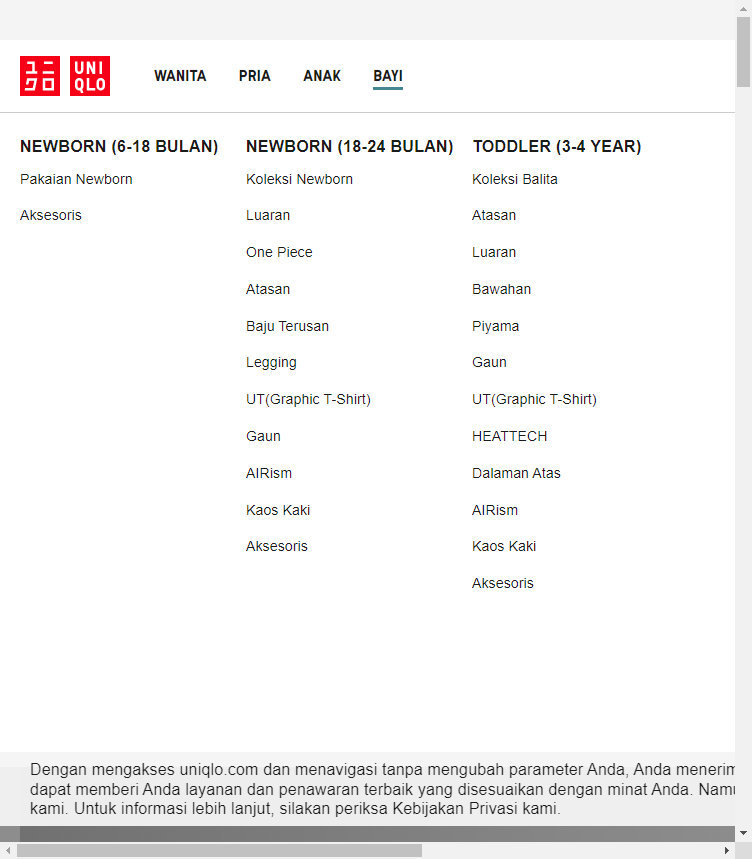 ユニ UNI
クロ QLO
WANITA PRIA ANAK BAYI
NEWBORN (6-18 BULAN)
Pakaian Newborn
Aksesoris
NEWBORN (18-24 BULAN)
Koleksi Newborn
Luaran
One Piece
Atasan
Baju Terusan
Legging
UT(Graphic T-Shirt)
Gaun
AIRism
Kaos Kaki
Aksesoris
TODDLER (3-4 YEAR)
Koleksi Balita
Atasan
Luaran
Bawahan
Piyama
Gaun
UT(Graphic T-Shirt)
HEATTECH
Dalaman Atas
AIRism
Kaos Kaki
Aksesoris
Dengan mengakses uniqlo.com dan menavigasi tanpa mengubah parameter Anda, Anda menerim
dapat memberi Anda layanan dan penawaran terbaik yang disesuaikan dengan minat Anda. Namu
kami. Untuk informasi lebih lanjut, silakan periksa Kebijakan Privasi kami.